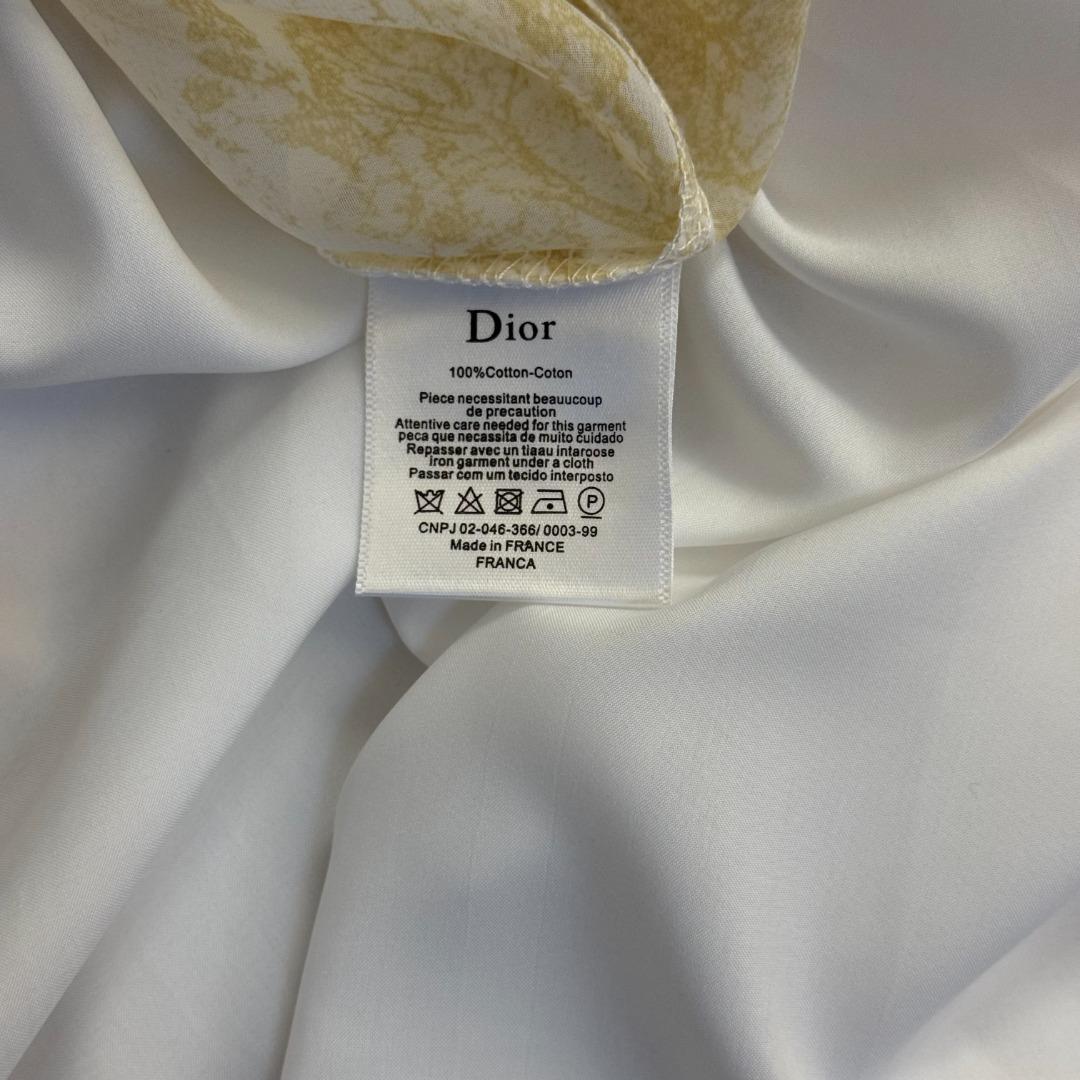 Dior
100%Cotton-Coton
Piece necessitant beauucoup
de precaution
Attentive care needed for this garment
peca que necassita de muito cuidado
Repasser avec un tiaau intaroose
iron garment under a cloth
Passar com um tecido interposto
P
CNPJ 02-046-366/ 0003-99
Made in FRANCE
FRANCA